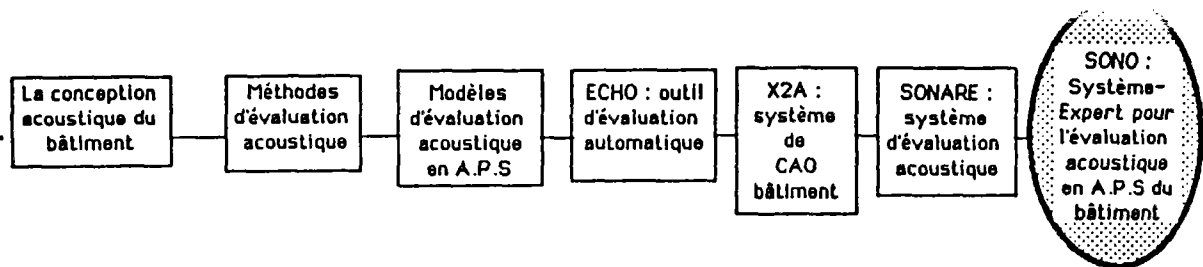 La conception
acoustique du
bâtiment
Méthodes
d'évaluation
acoustique
Modèles
d'évaluation
acoustique
en A.P.S
ECHO : outil
d'évaluation
automatique
X2A :
système
de
CAO
bâtiment
SONARE :
système
d'évaluation
acoustique
SONO :
Système-
Expert pour
l'évaluation
acoustique
en A.P.S du
bâtiment